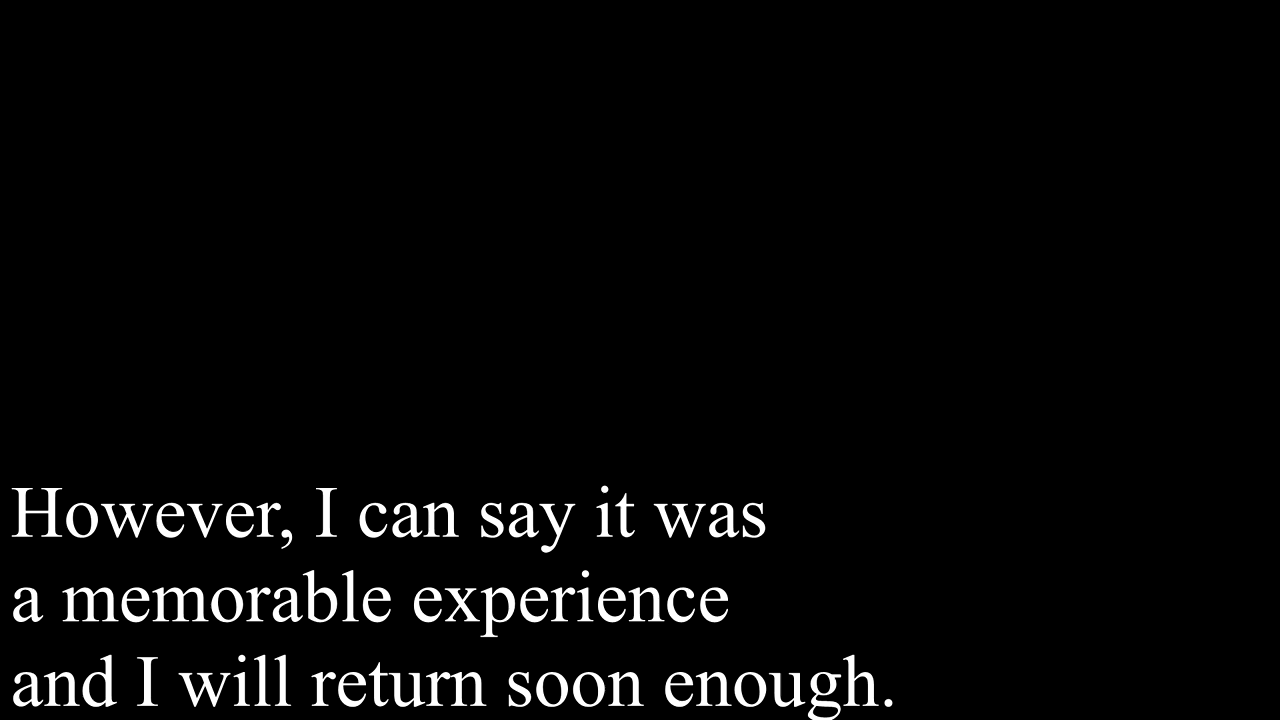 However, I can say it was
a memorable experience
and I will return soon enough.